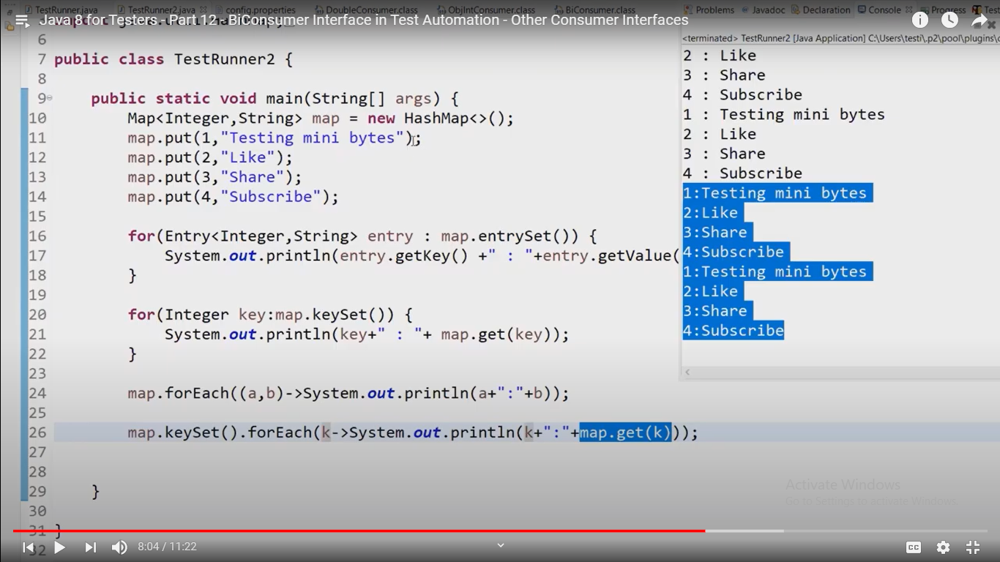 TestRunner.java TestRunner2.java config.properties DoubleConsumer.class ObjIntConsumer.class BiConsumer.class Problems Javadoc Declaration Console Progress
Java 8 for Testers - Part 12 - BiConsumer Interface in Test Automation - Other Consumer Interfaces
6
7 public class TestRunner2 {
8
9 public static void main(String[] args) {
10 Map<Integer,String> map = new HashMap<>();
11 map.put(1,"Testing mini bytes");
12 map.put(2,"Like");
13 map.put(3,"Share");
14 map.put(4,"Subscribe");
15
16 for(Entry<Integer,String> entry : map.entrySet()) {
17 System.out.println(entry.getKey() +" : "+entry.getValue(
18 }
19
20 for(Integer key:map.keySet()) {
21 System.out.println(key+" : "+ map.get(key));
22 }
23
24 map.forEach((a,b)->System.out.println(a+":"+b));
25
26 map.keySet().forEach(k->System.out.println(k+":"+map.get(k)));
27
28
29 }
30
31 }
32
<terminated> TestRunner2 [Java Application] C:\Users\testi\.p2\pool\plugins\
2 : Like
3 : Share
4 : Subscribe
1 : Testing mini bytes
2 : Like
3 : Share
4 : Subscribe
1:Testing mini bytes
2:Like
3:Share
4:Subscribe
1:Testing mini bytes
2:Like
3:Share
4:Subscribe
Activate Windows
Go to Settings to activate Windows.
8:04 / 11:22
CC